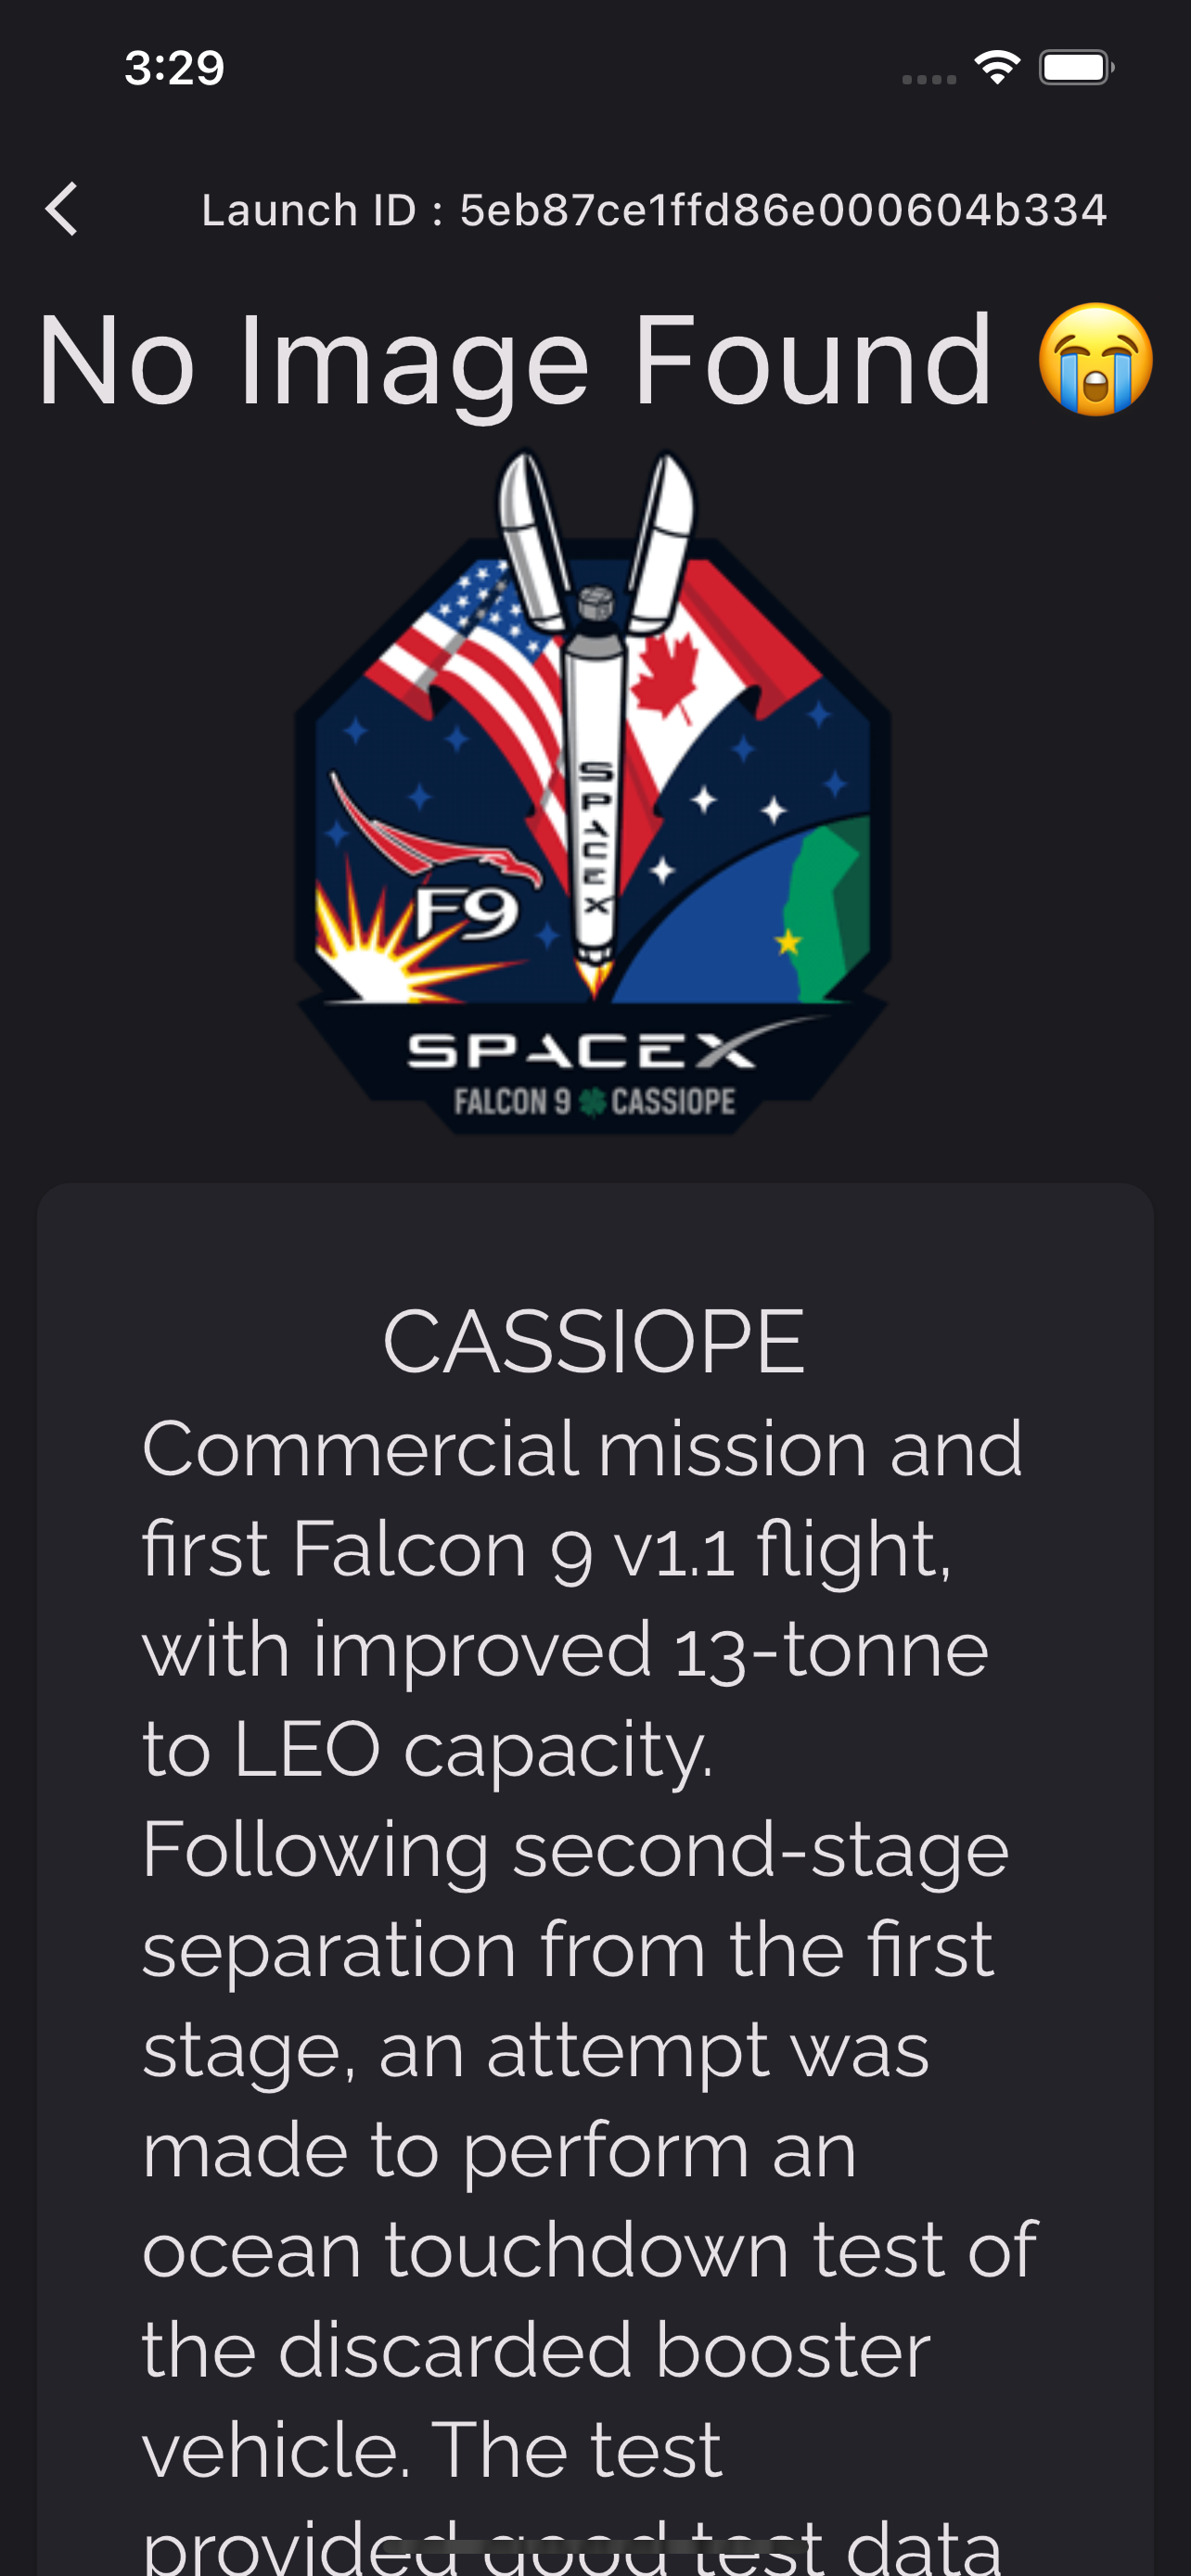 3:29
Launch ID : 5eb87ce1ffd86e000604b334
No Image Found 😭
SPACEX
F9
SPACEX
FALCON 9 🍀 CASSIOPE
CASSIOPE
Commercial mission and
first Falcon 9 v1.1 flight,
with improved 13-tonne
to LEO capacity.
Following second-stage
separation from the first
stage, an attempt was
made to perform an
ocean touchdown test of
the discarded booster
vehicle. The test
provided good test data